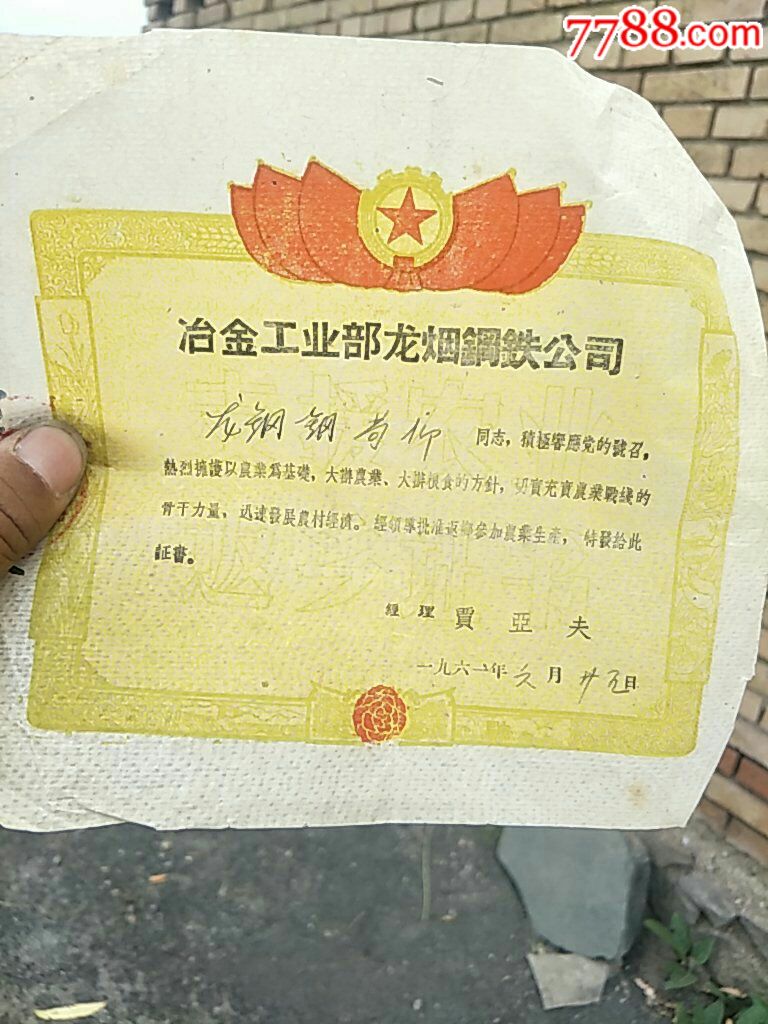 7788.com
冶金工业部龙烟鋼鉄公司
龙钢钢 同志，積極響應党的號召，
熱烈擁護以農業爲基礎，大辦農業、大辦粮食的方針，切實充實農業戰綫的
骨干力量，迅速發展農村經濟。經領導批准返鄉参加農業生産，特發給此
証書。
經理 賈亞夫
一九六一年六月廿五日